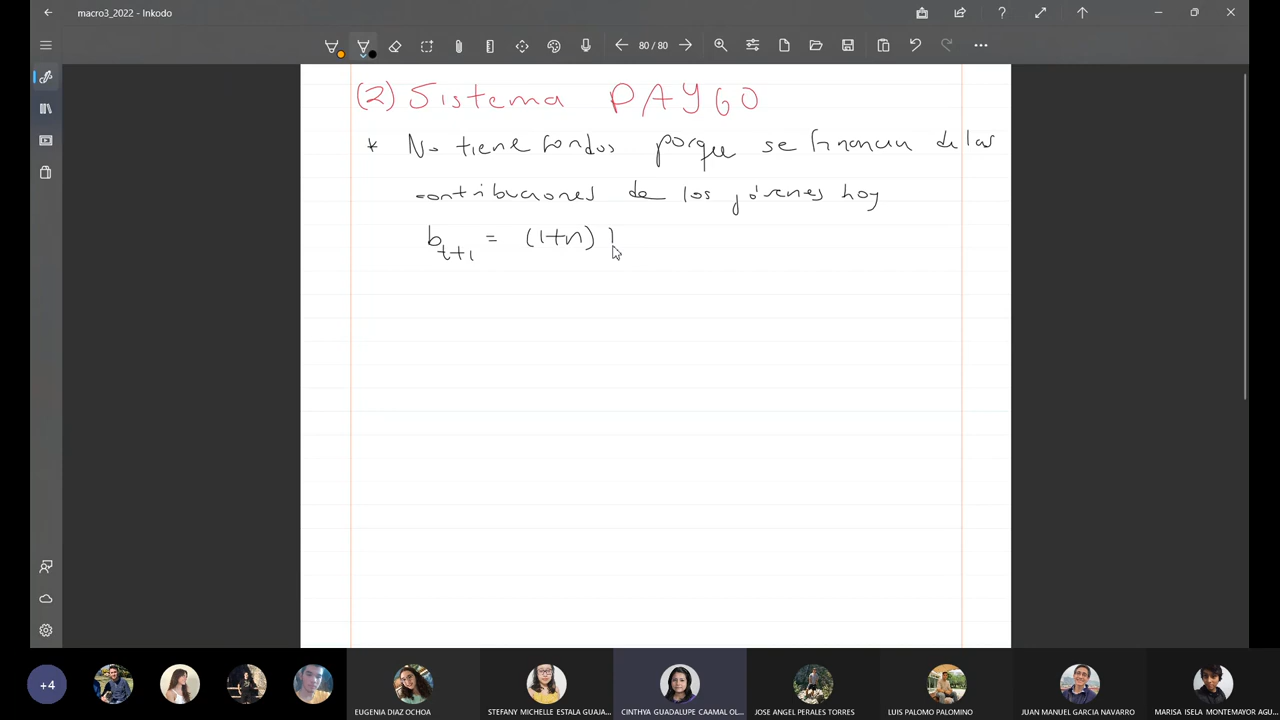 macro3_2022 - Inkodo
80 / 80
(2) Sistema PAYGO
* No tiene fondos porque se financian de las
contribuciones de los jóvenes hoy
b_{t+1} = (1+n)
+4
EUGENIA DIAZ OCHOA
STEFANY MICHELLE ESTALA GUAJA...
CINTHYA GUADALUPE CAAMAL OL...
JOSE ANGEL PERALES TORRES
LUIS PALOMO PALOMINO
JUAN MANUEL GARCIA NAVARRO
MARISA ISELA MONTEMAYOR AGU...